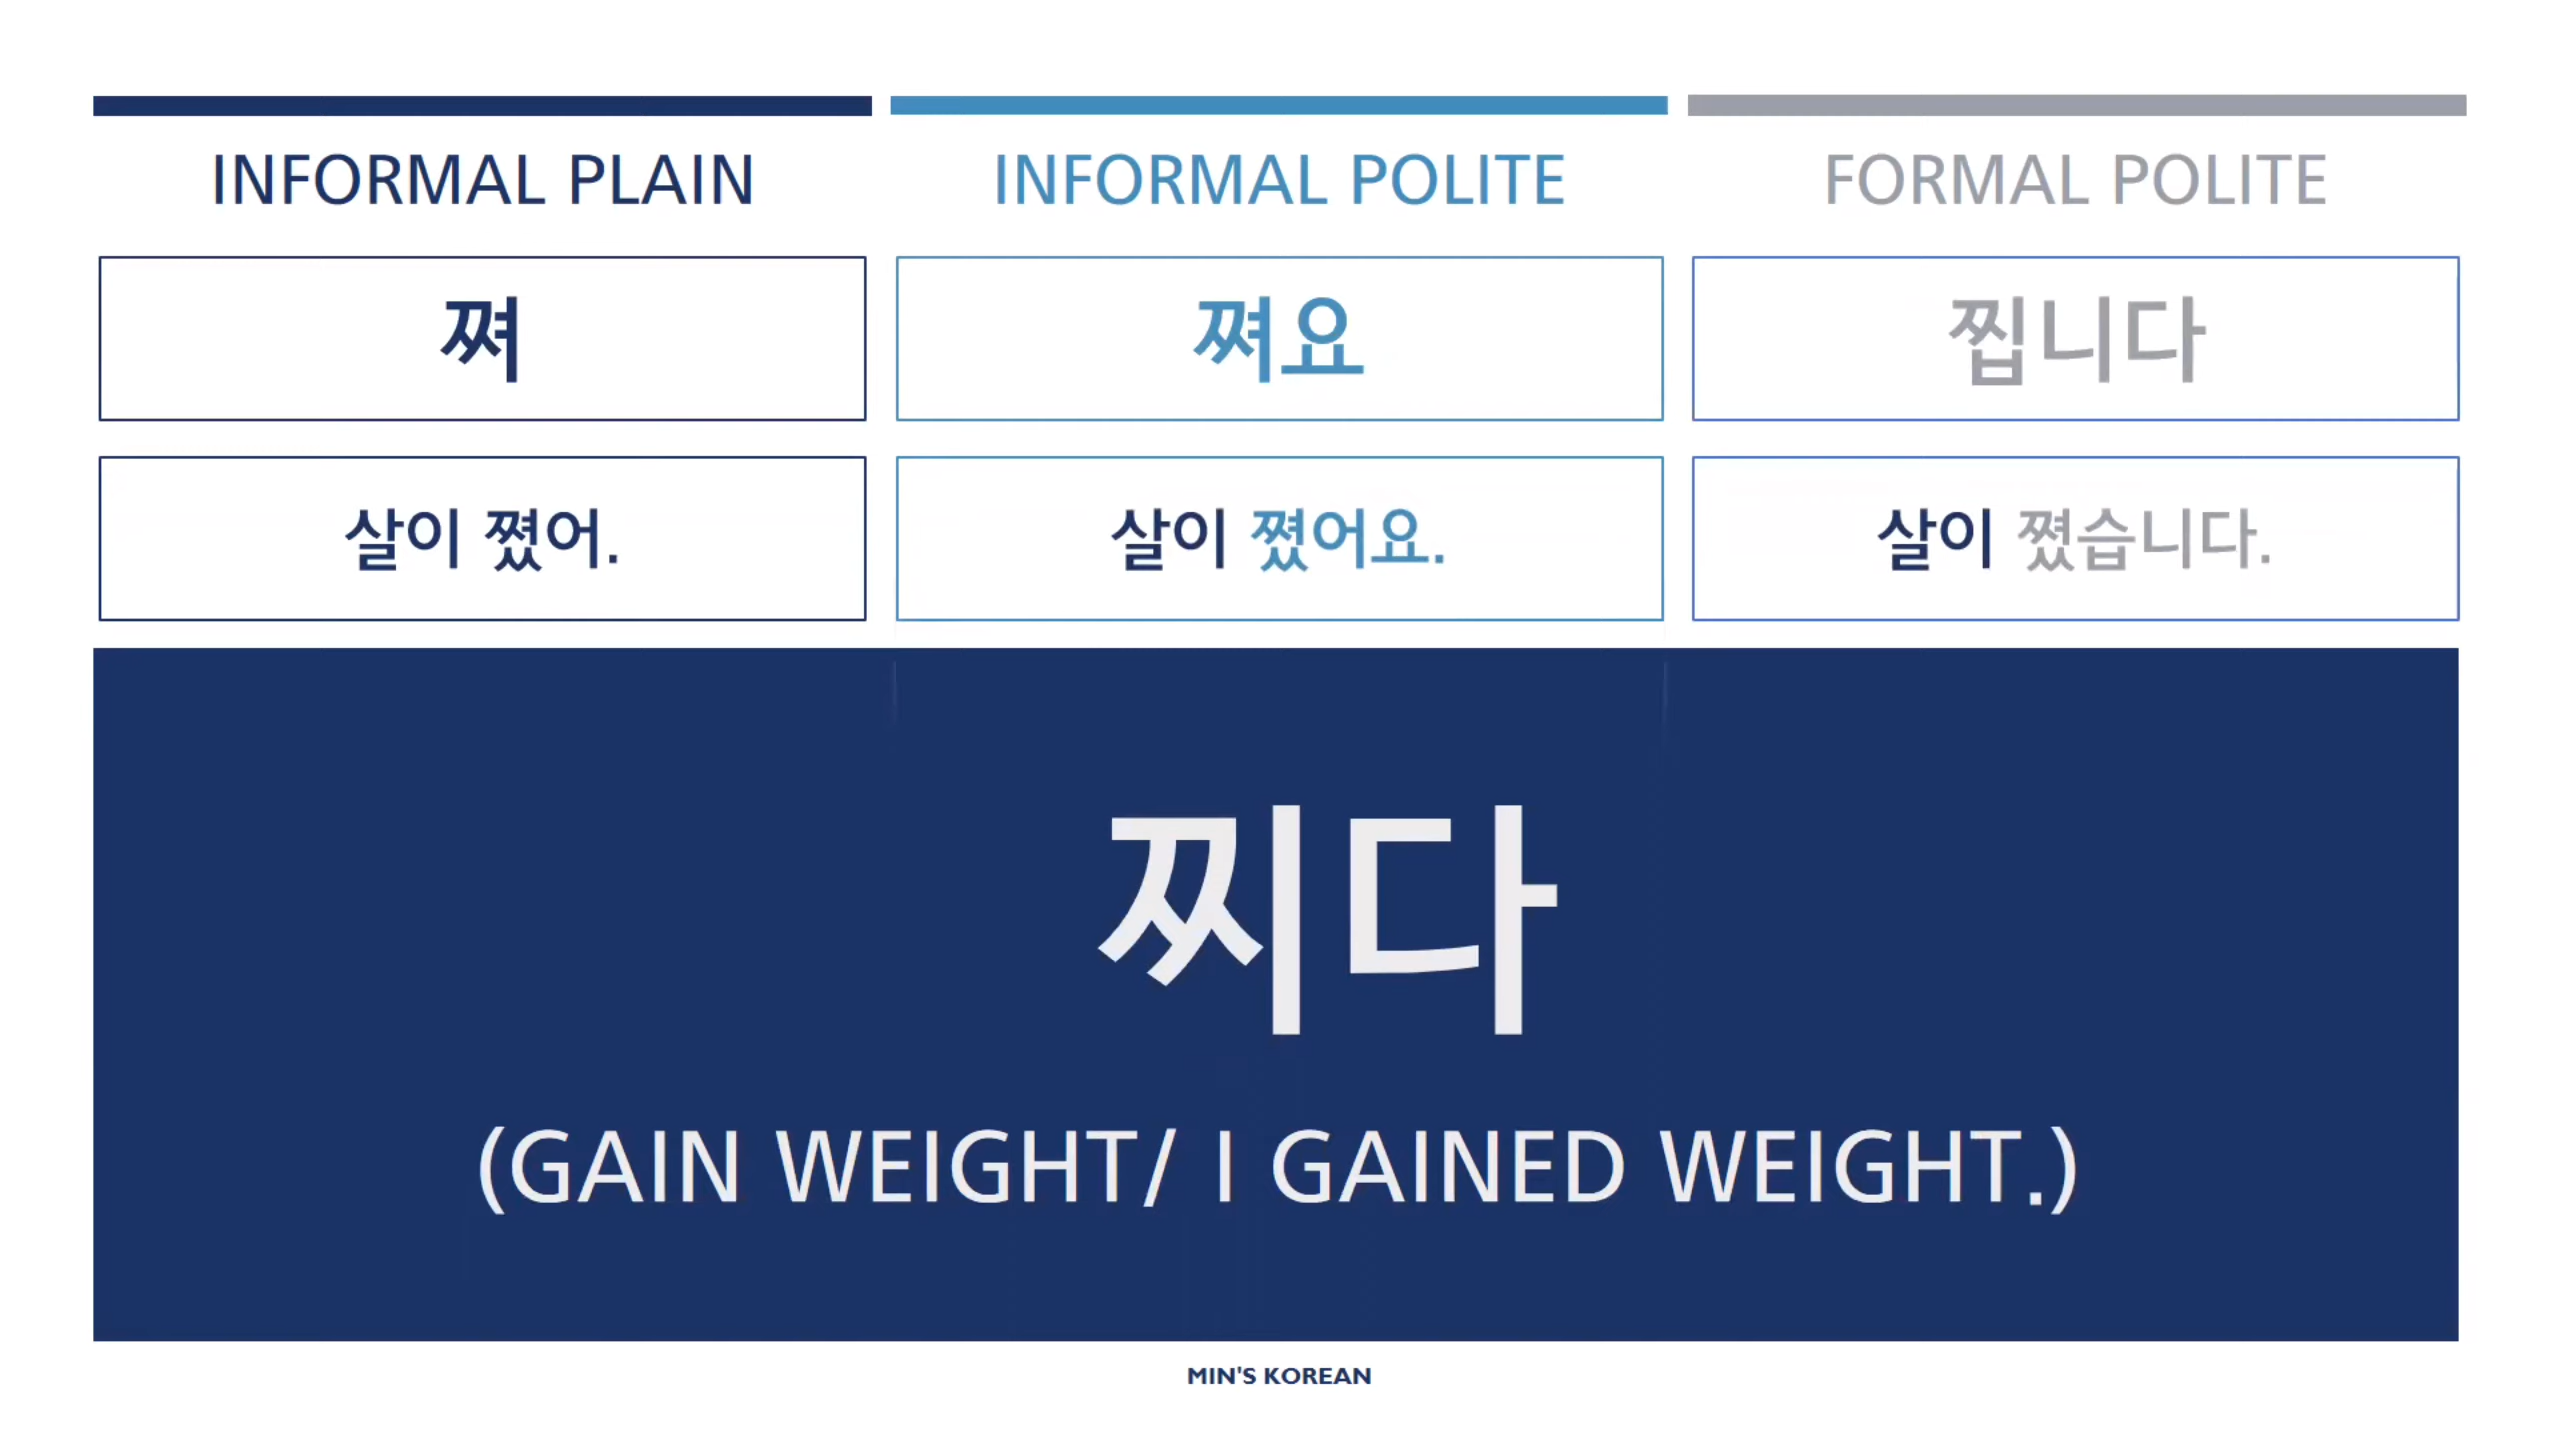 INFORMAL PLAIN
INFORMAL POLITE
FORMAL POLITE
쪄
쪄요
찝니다
살이 쪘어.
살이 쪘어요.
살이 쪘습니다.
찌다
(GAIN WEIGHT/ I GAINED WEIGHT.)
MIN'S KOREAN